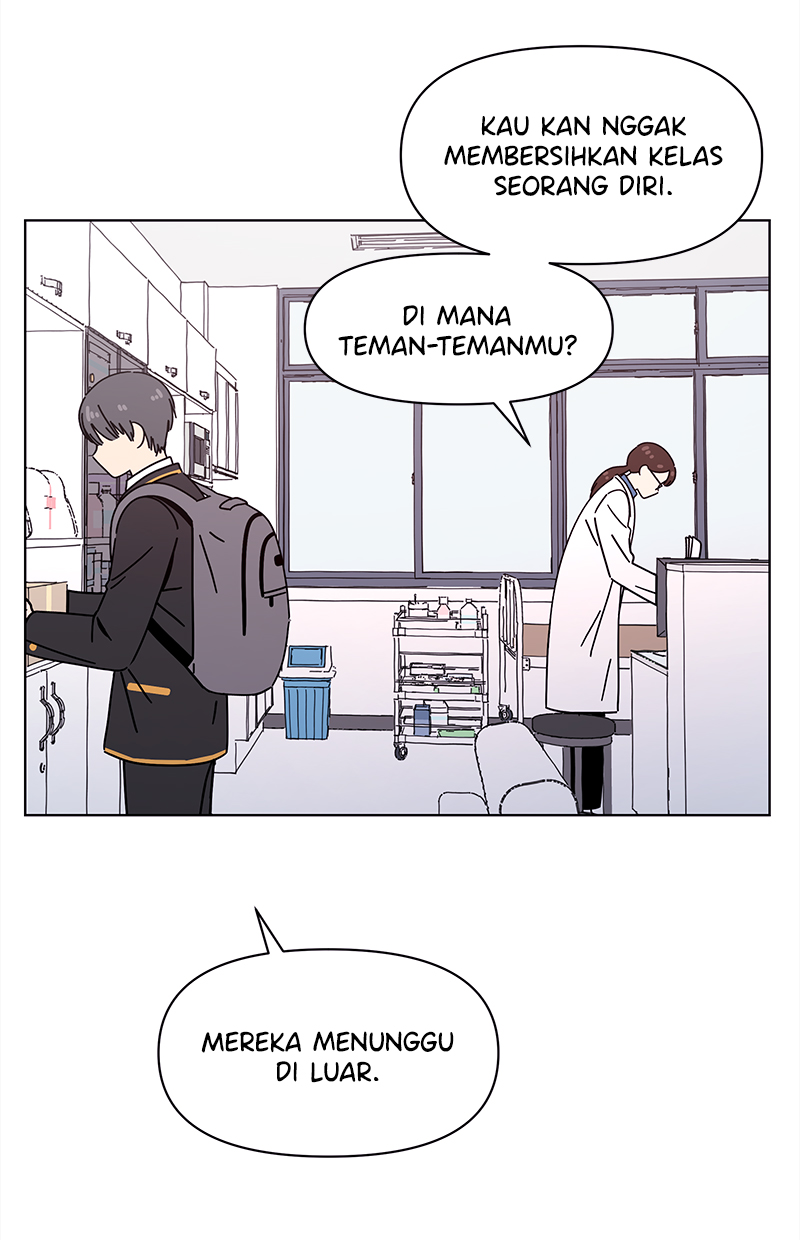 KAU KAN NGGAK
MEMBERSIHKAN KELAS
SEORANG DIRI.
DI MANA
TEMAN-TEMANMU?
MEREKA MENUNGGU
DI LUAR.